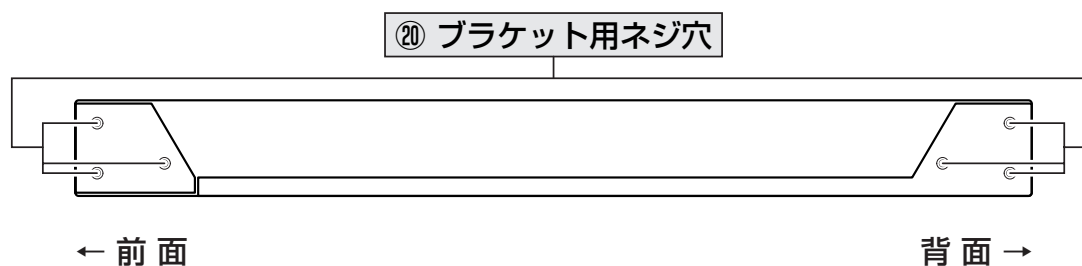 ⑳ ブラケット用ネジ穴
← 前 面
背 面 →